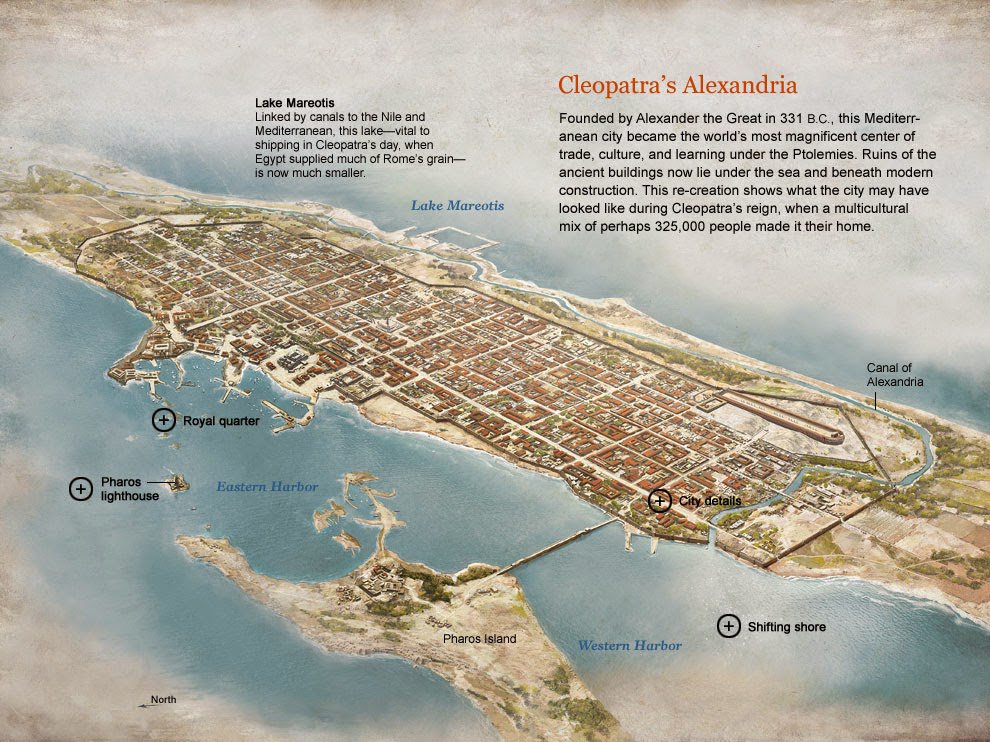 Cleopatra's Alexandria
Founded by Alexander the Great in 331 B.C., this Mediterr-
anean city became the world's most magnificent center of
trade, culture, and learning under the Ptolemies. Ruins of the
ancient buildings now lie under the sea and beneath modern
construction. This re-creation shows what the city may have
looked like during Cleopatra's reign, when a multicultural
mix of perhaps 325,000 people made it their home.
Lake Mareotis
Linked by canals to the Nile and
Mediterranean, this lake—vital to
shipping in Cleopatra's day, when
Egypt supplied much of Rome's grain—
is now much smaller.
Lake Mareotis
Canal of
Alexandria
Royal quarter
Pharos
lighthouse
Eastern Harbor
City details
Pharos Island
Western Harbor
Shifting shore
North